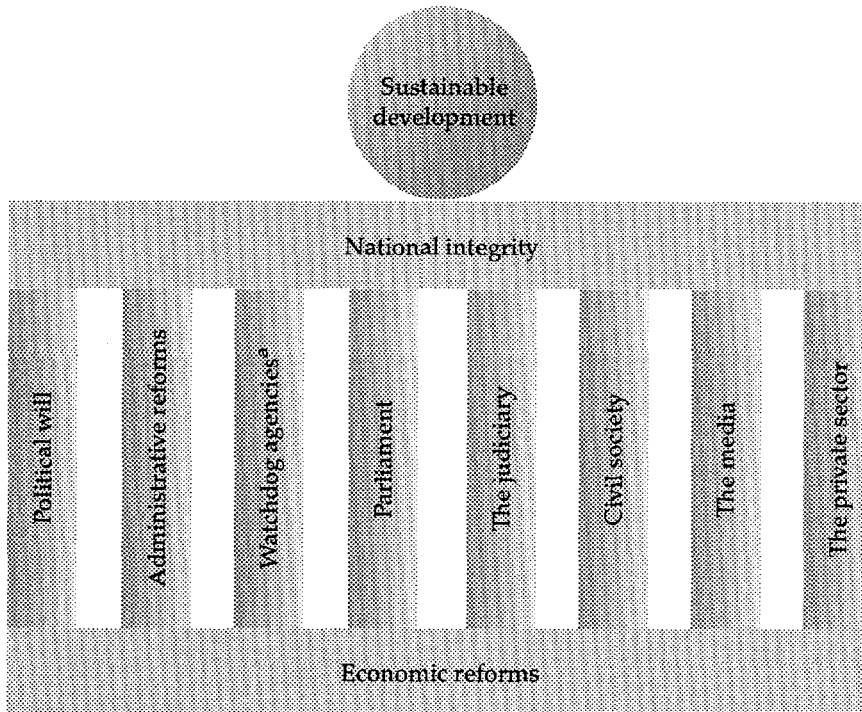 Sustainable
development
National integrity
Political will
Administrative reforms
Watchdog agenciesᵃ
Parliament
The judiciary
Civil society
The media
The private sector
Economic reforms